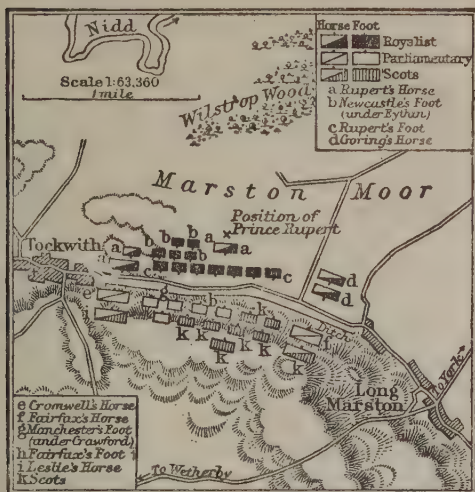 Nidd
Scale 1:63,360
1 mile
Horse Foot
Royalist
Parliamentary
Scots
a Rupert's Horse
b Newcastle's Foot
(under Eythin)
c Rupert's Foot
d Goring's Horse
Wilstrop Wood
Marston Moor
Position of
Prince Rupert
Tockwith
a
b
b
b
a
a
a
c
c
d
d
e
g
b
k
k
k
k
k
k
i
f
k
Ditch
Long
Marston
To York
To Wetherby
e Cromwell's Horse
f Fairfax's Horse
g Manchester's Foot
(under Crawford)
h Fairfax's Foot
i Leslie's Horse
k Scots